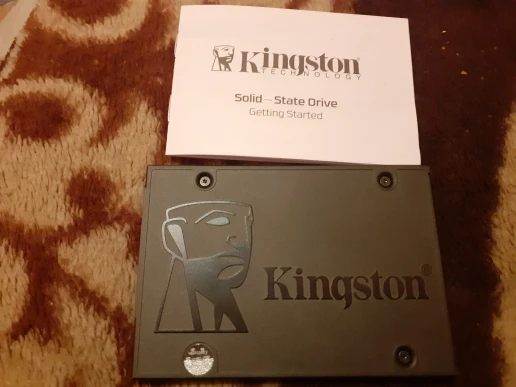 Kingston
TECHNOLOGY
Solid-State Drive
Getting Started
Kingston®